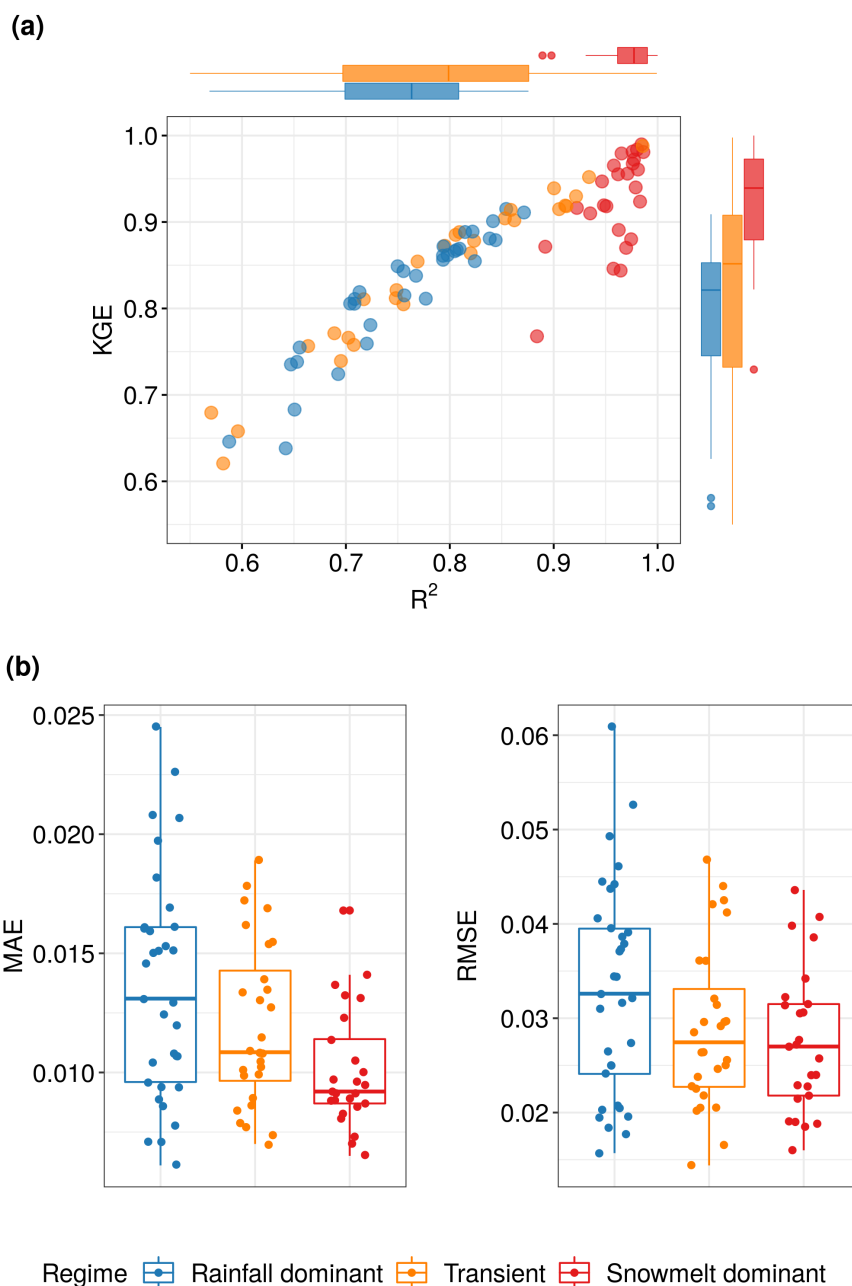 (a)
KGE
1.0
0.9
0.8
0.7
0.6
0.6 0.7 0.8 0.9 1.0
R²
(b)
MAE
0.025
0.020
0.015
0.010
RMSE
0.06
0.05
0.04
0.03
0.02
Regime Rainfall dominant Transient Snowmelt dominant